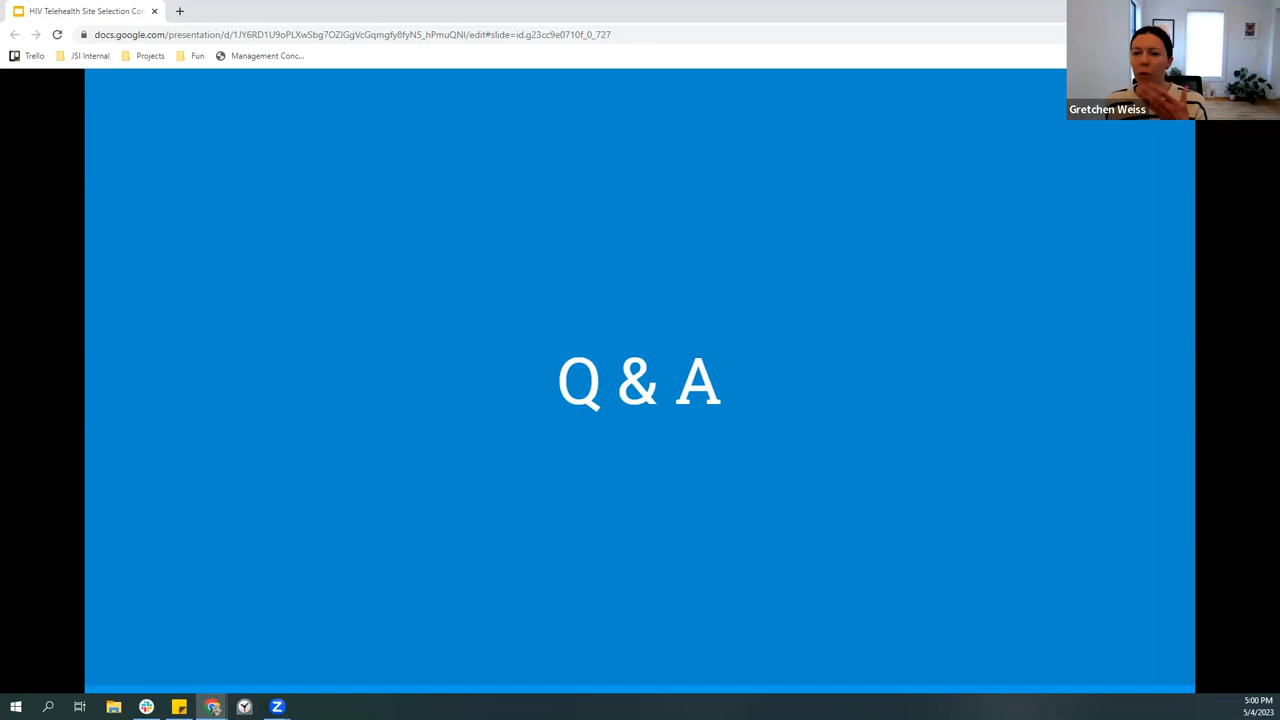 HIV Telehealth Site Selection Co
docs.google.com/presentation/d/1JY6RD1U9oPLXwSbg7OZIGgVcGqmgfy8fyN5_hPmuQNI/edit#slide=id.g23cc9e0710f_0_727
Trello
JSI Internal
Projects
Fun
Management Conc...
Gretchen Weiss
Q & A
5:00 PM
5/4/2023